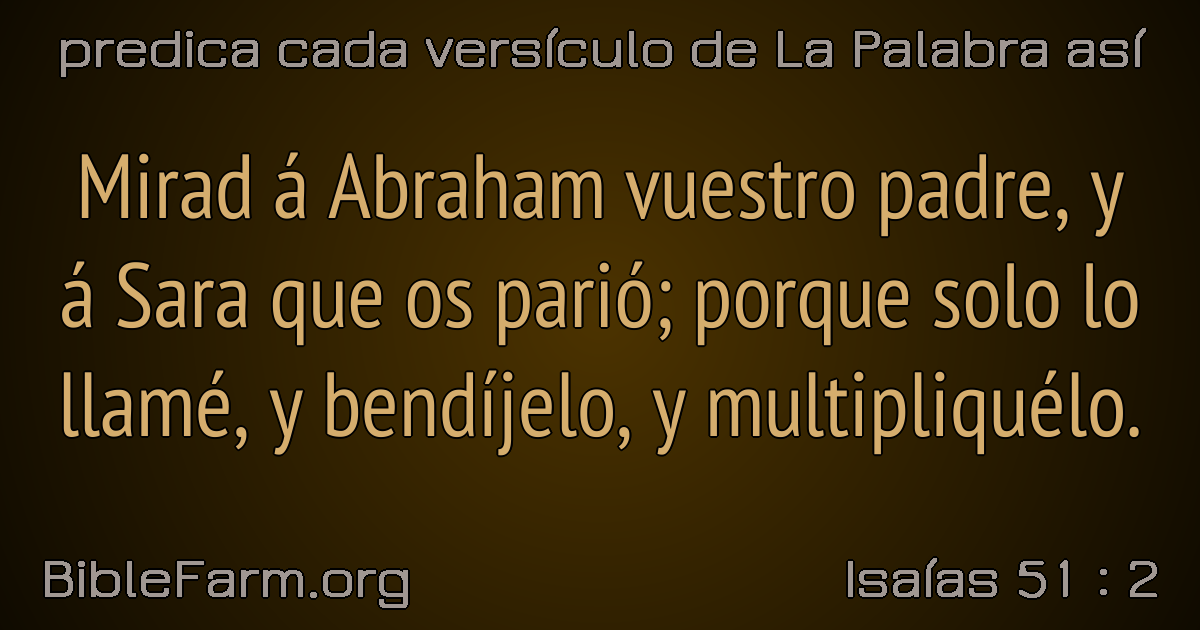 predica cada versículo de La Palabra así
Mirad á Abraham vuestro padre, y
á Sara que os parió; porque solo lo
llamé, y bendíjelo, y multipliquélo.
BibleFarm.org
Isaías 51 : 2